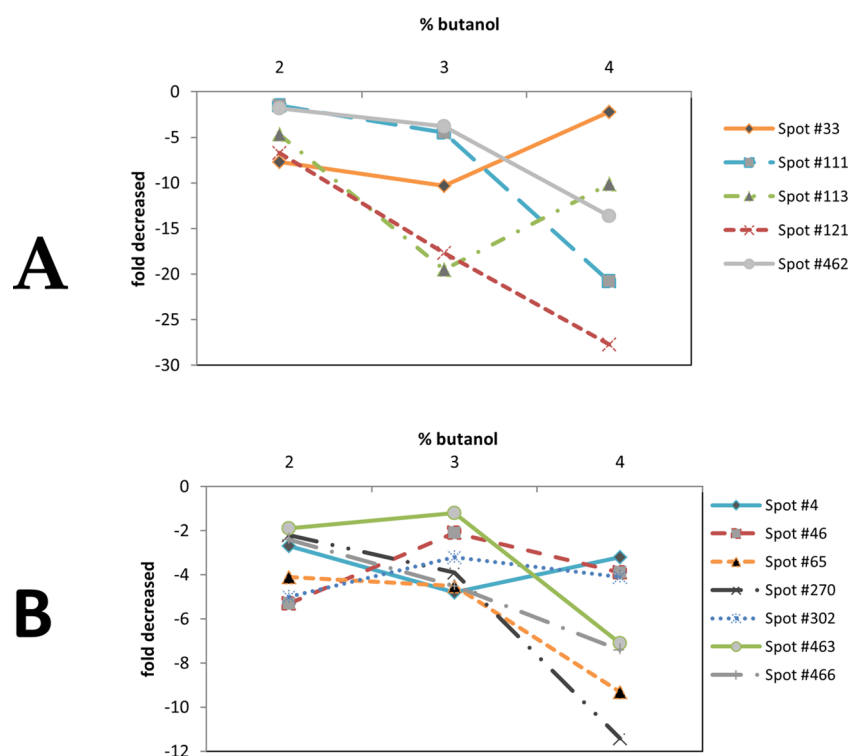 % butanol
2 3 4
0
-5
-10
-15
-20
-25
-30
fold decreased
A
Spot #33
Spot #111
Spot #113
Spot #121
Spot #462
% butanol
2 3 4
0
-2
-4
-6
-8
-10
-12
fold decreased
B
Spot #4
Spot #46
Spot #65
Spot #270
Spot #302
Spot #463
Spot #466